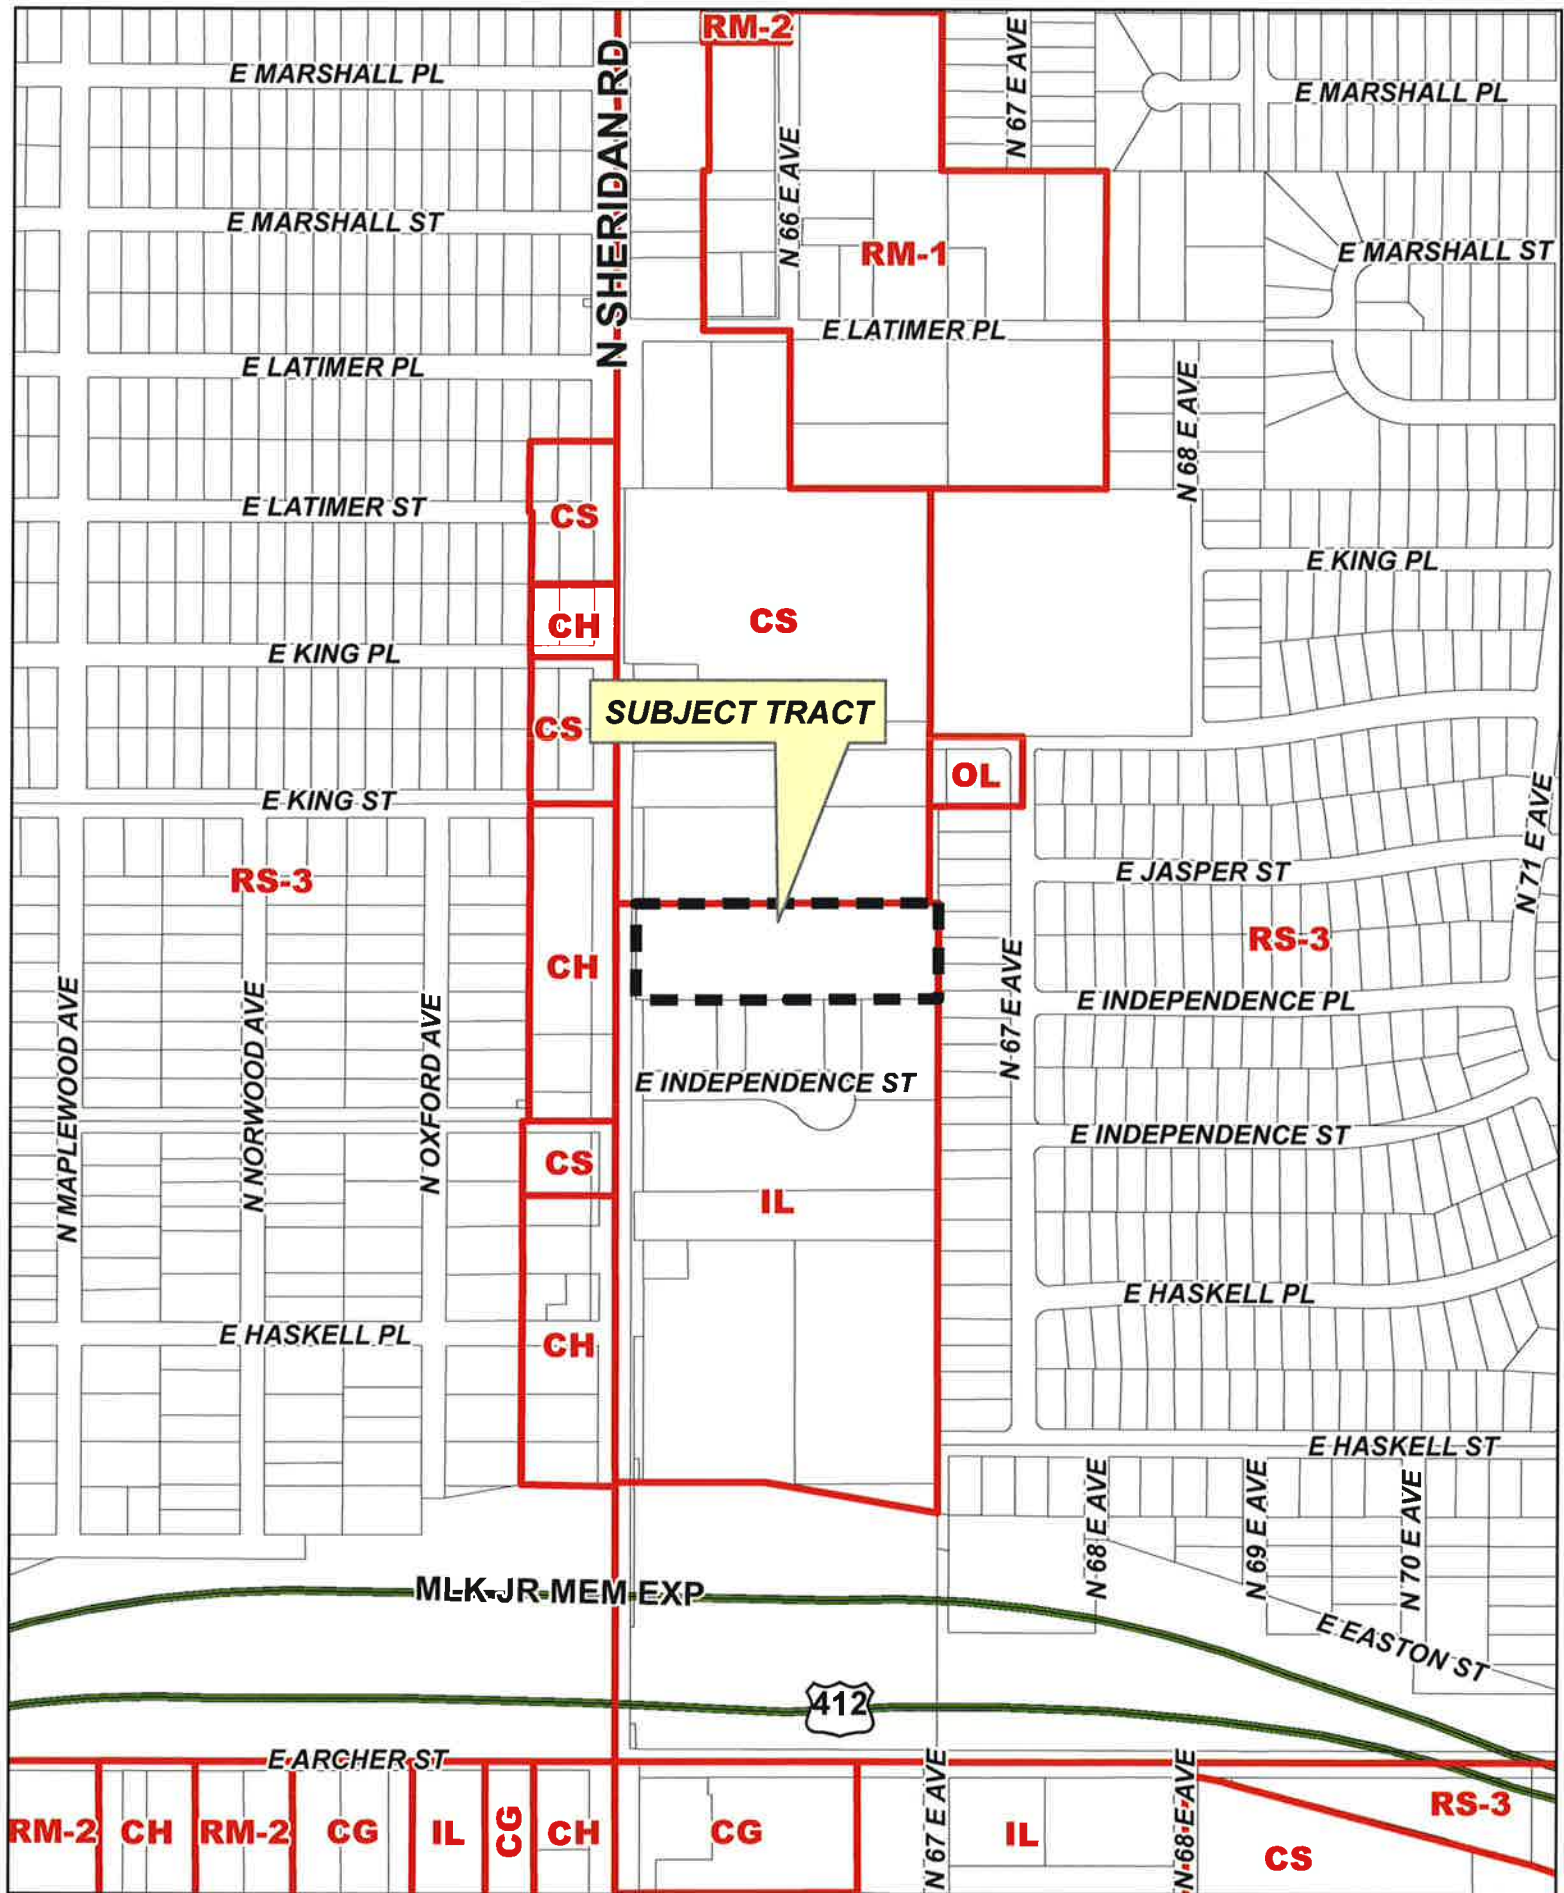 RM-2
E MARSHALL PL
N SHERIDAN RD
N 67 E AVE
E MARSHALL PL
N 66 E AVE
E MARSHALL ST
RM-1
E MARSHALL ST
E LATIMER PL
E LATIMER PL
N 68 E AVE
E LATIMER ST
CS
E KING PL
CH
CS
E KING PL
SUBJECT TRACT
CS
OL
E KING ST
N 71 E AVE
E JASPER ST
RS-3
RS-3
CH
N 67 E AVE
E INDEPENDENCE PL
N MAPLEWOOD AVE
N NORWOOD AVE
N OXFORD AVE
E INDEPENDENCE ST
E INDEPENDENCE ST
CS
IL
E HASKELL PL
E HASKELL PL
CH
E HASKELL ST
N 68 E AVE
N 69 E AVE
N 70 E AVE
MLK JR MEM EXP
E EASTON ST
412
E ARCHER ST
N 67 E AVE
N 68 E AVE
RS-3
RM-2
CH
RM-2
CG
IL
CG
CH
CG
IL
CS